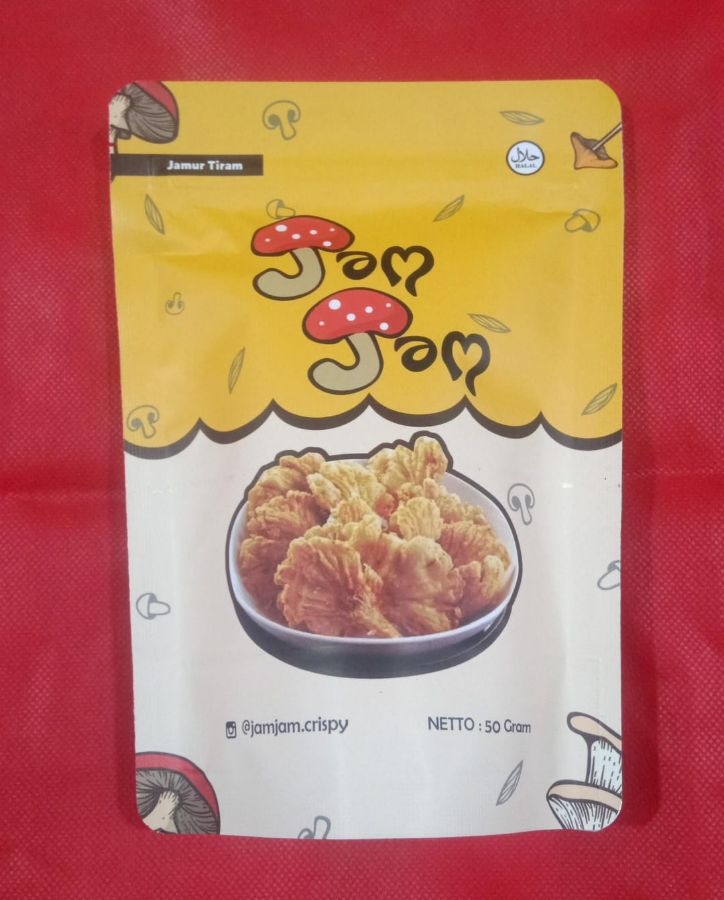 Jamur Tiram
حلال
HALAL
Jam
Jam
@jamjam.crispy
NETTO : 50 Gram